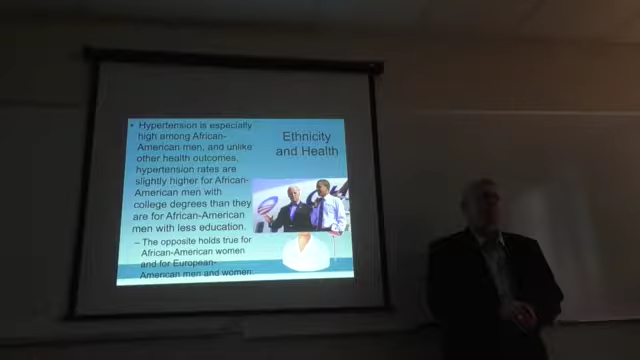 • Hypertension is especially
high among African-
American men, and unlike
other health outcomes,
hypertension rates are
slightly higher for African-
American men with
college degrees than they
are for African-American
men with less education.
– The opposite holds true for
African-American women
and for European-
American men and women.
Ethnicity
and Health